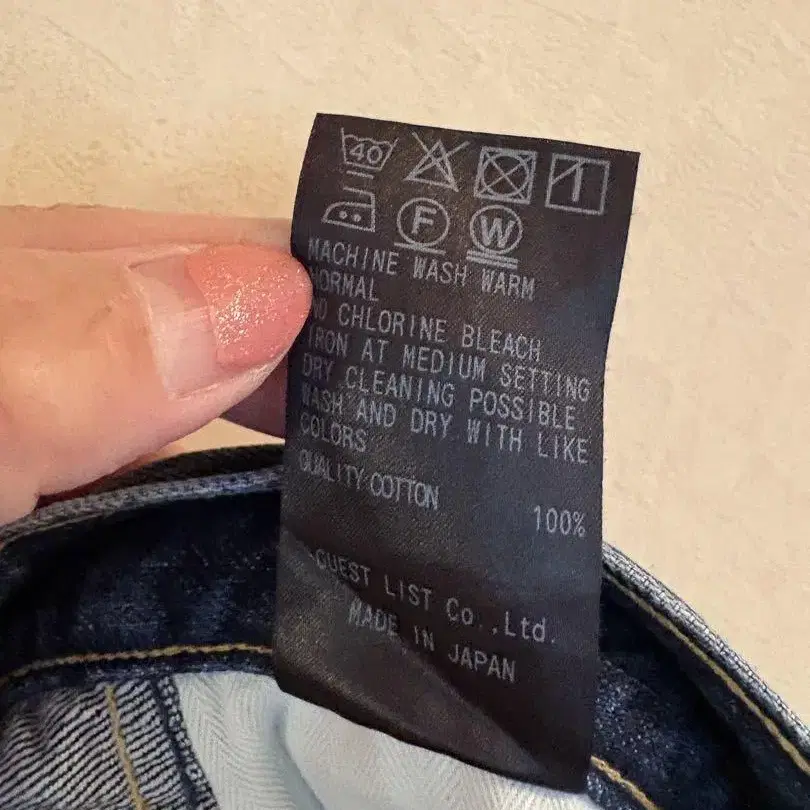 40
F W
MACHINE WASH WARM
NORMAL
NO CHLORINE BLEACH
IRON AT MEDIUM SETTING
DRY CLEANING POSSIBLE
WASH AND DRY WITH LIKE
COLORS
QUALITY COTTON
100%
GUEST LIST Co.,Ltd.
MADE IN JAPAN